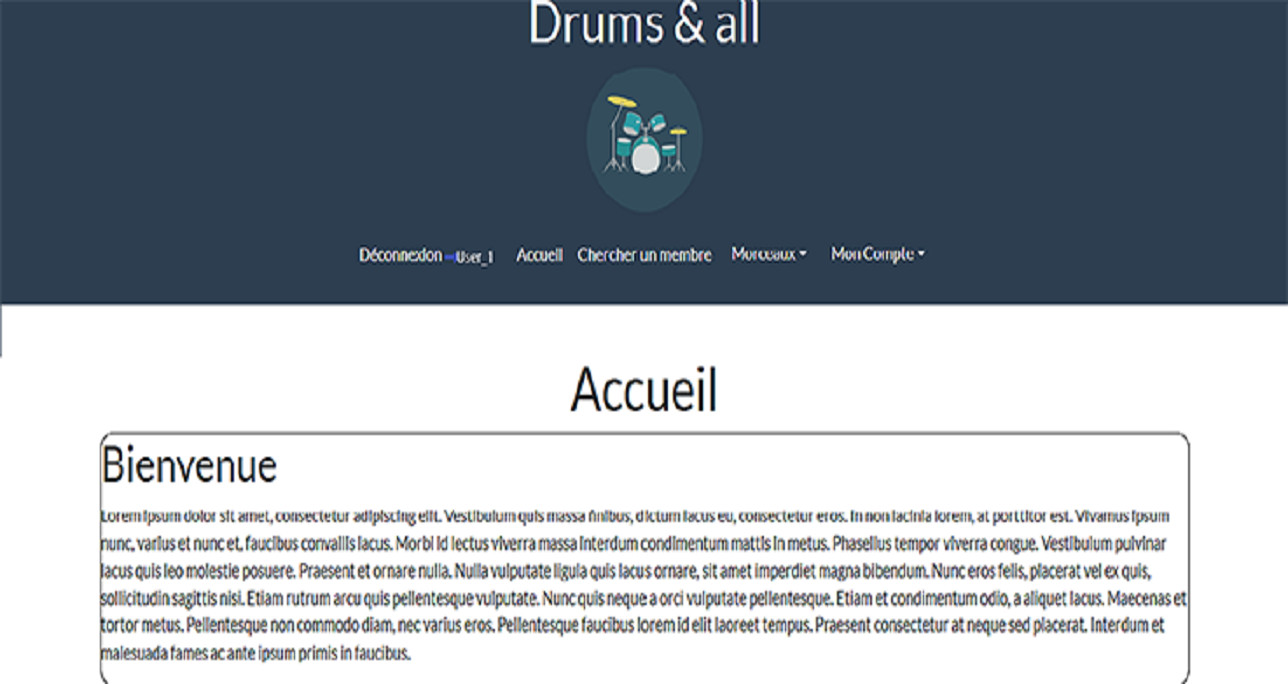 Drums & all
Déconnexion - User_1 Accueil Chercher un membre Morceaux Mon Compte
Accueil
Bienvenue
Lorem ipsum dolor sit amet, consectetur adipiscing elit. Vestibulum quis massa finibus, dictum lacus eu, consectetur eros. In non lacinia lorem, at porttitor est. Vivamus ipsum
nunc, varius et nunc et, faucibus convallis lacus. Morbi id lectus viverra massa interdum condimentum mattis in metus. Phasellus tempor viverra congue. Vestibulum pulvinar
lacus quis leo molestie posuere. Praesent et ornare nulla. Nulla vulputate ligula quis lacus ornare, sit amet imperdiet magna bibendum. Nunc eros felis, placerat vel ex quis,
sollicitudin sagittis nisi. Etiam rutrum arcu quis pellentesque vulputate. Nunc quis neque a orci vulputate pellentesque. Etiam et condimentum odio, a aliquet lacus. Maecenas et
tortor metus. Pellentesque non commodo diam, nec varius eros. Pellentesque faucibus lorem id elit laoreet tempus. Praesent consectetur at neque sed placerat. Interdum et
malesuada fames ac ante ipsum primis in faucibus.